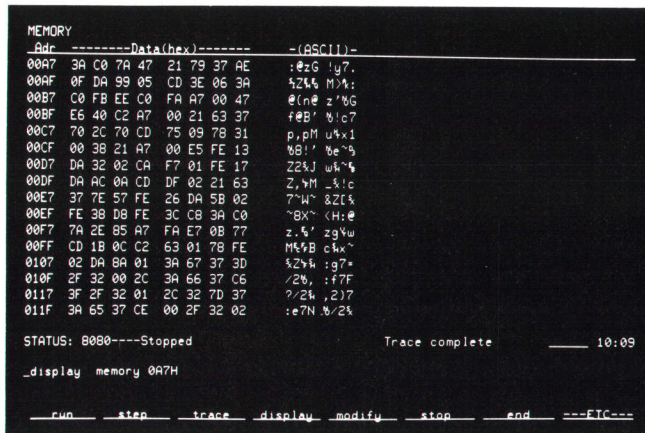 MEMORY
Adr --------Data(hex)------- -(ASCII)-
00A7 3A C0 7A 47 21 79 37 AE :@zG !y7.
00AF 0F DA 99 05 CD 3E 06 3A
00B7 C0 FB EE C0 FA A7 00 47
00BF E6 40 C2 A7 00 21 63 37
00C7 70 2C 70 CD 75 09 78 31
00CF 00 38 21 A7 00 E5 FE 13
00D7 DA 32 02 CA F7 01 FE 17
00DF DA AC 0A CD DF 02 21 63
00E7 37 7E 57 FE 26 DA 5B 02
00EF FE 38 D8 FE 3C C8 3A C0 ~8X~ <H:@
00F7 7A 2E 85 A7 FA E7 0B 77
00FF CD 1B 0C C2 63 01 78 FE
0107 02 DA 8A 01 3A 67 37 3D
010F 2F 32 00 2C 3A 66 37 C6
0117 3F 2F 32 01 2C 32 7D 37
011F 3A 65 37 CE 00 2F 32 02
STATUS: 8080----Stopped Trace complete _____ 10:09
_display memory 0A7H
run step trace display modify stop end ---ETC---